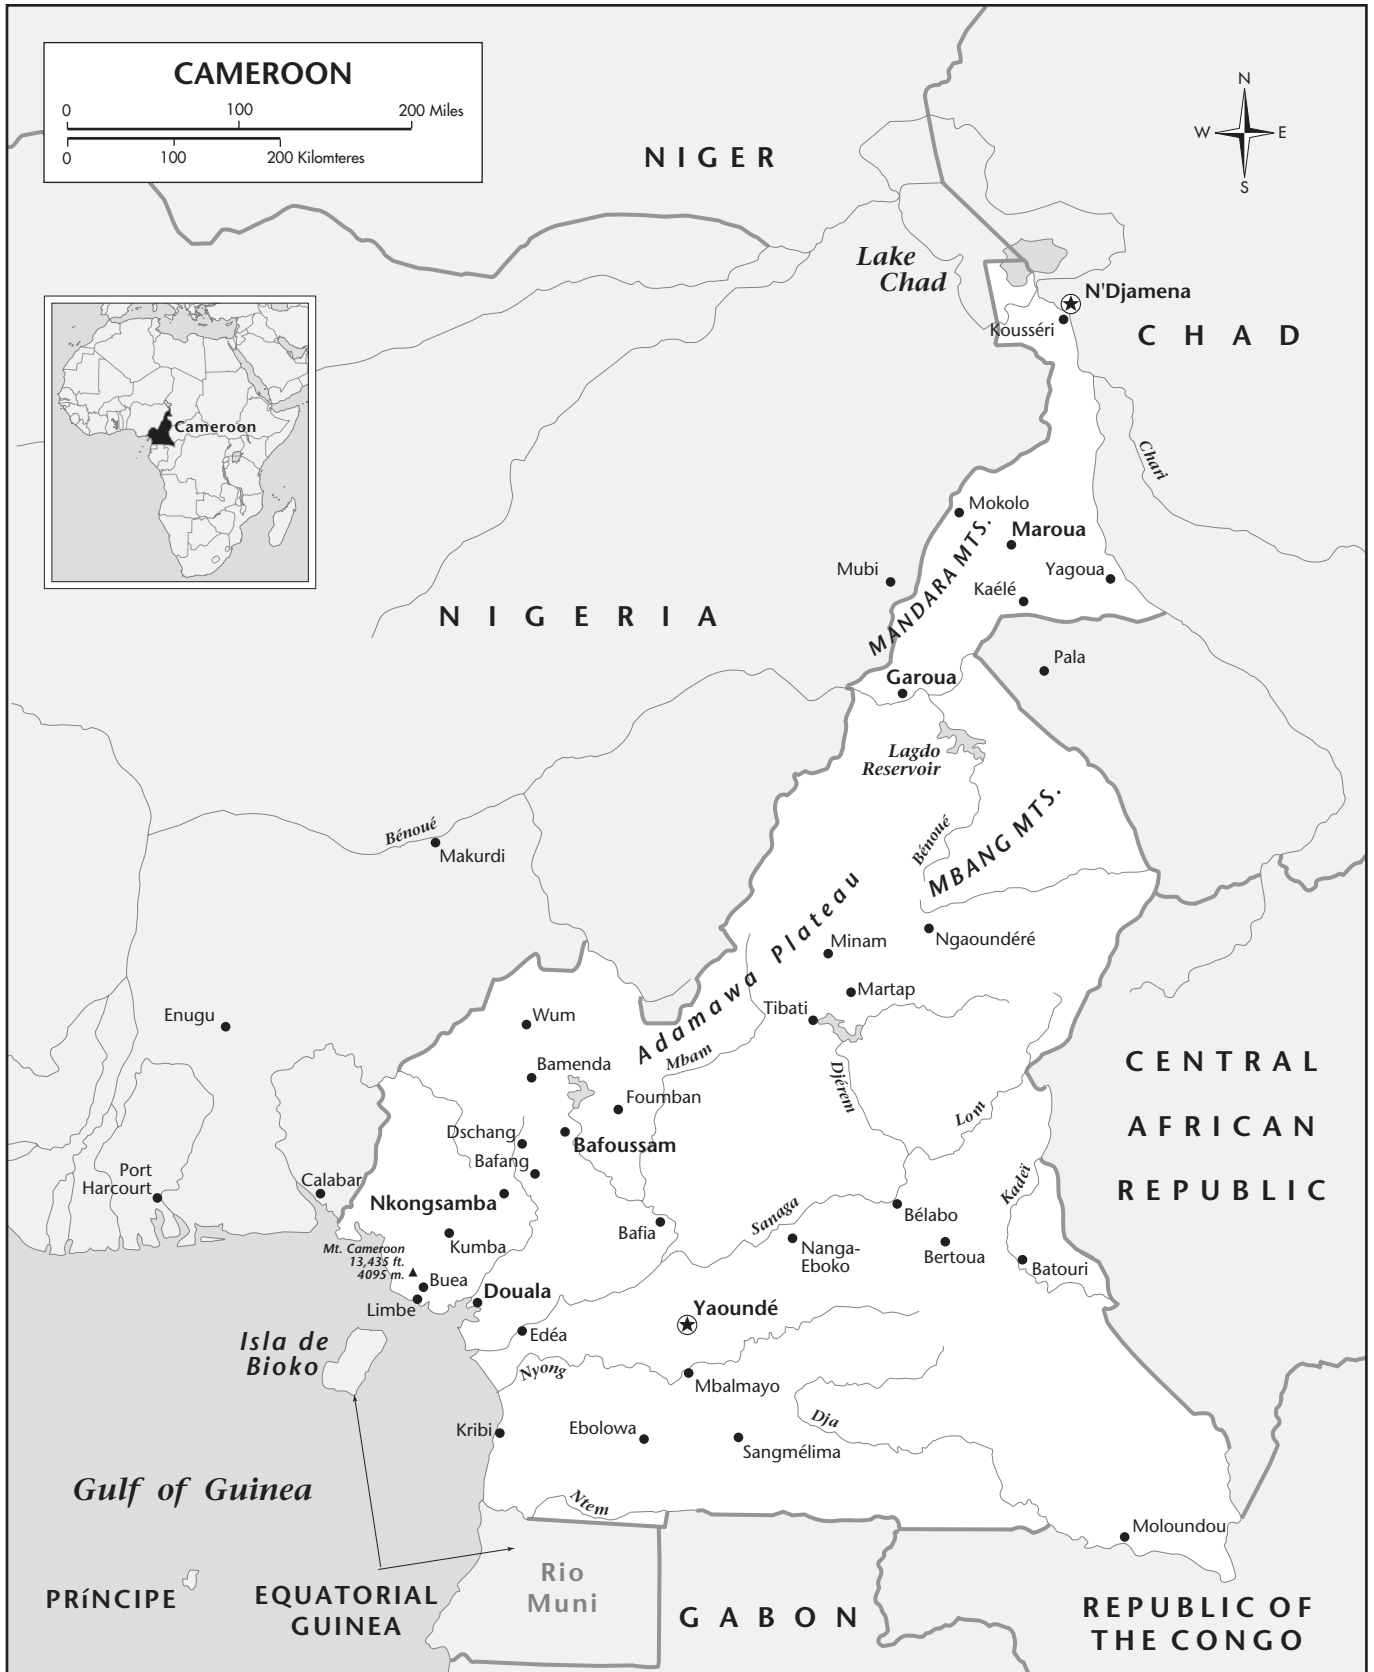 CAMEROON
0 100 200 Miles
0 100 200 Kilomteres
N
W E
S
NIGER
Lake
Chad
N'Djamena
Kousséri
CHAD
Cameroon
Chari
Mokolo
Maroua
MANDARA MTS.
Mubi
Yagoua
Kaélé
NIGERIA
Pala
Garoua
Lagdo
Reservoir
Bénoué
Makurdi
Bénoué
MBANG MTS.
Adamawa Plateau
Minam
Ngaoundéré
Martap
Tibati
Enugu
Wum
Mbam
Bamenda
Djérem
Foumban
Lom
CENTRAL
AFRICAN
REPUBLIC
Dschang
Bafoussam
Bafang
Port
Harcourt
Calabar
Nkongsamba
Kadeï
Sanaga
Bélabo
Bafia
Kumba
Nanga-
Eboko
Bertoua
Batouri
Mt. Cameroon
13,435 ft.
4095 m.
Buea
Douala
Limbe
Yaoundé
Edéa
Isla de
Bioko
Nyong
Mbalmayo
Dja
Kribi
Ebolowa
Sangmélima
Gulf of Guinea
Ntem
Moloundou
Rio
Muni
PRíNCIPE
EQUATORIAL
GUINEA
GABON
REPUBLIC OF
THE CONGO